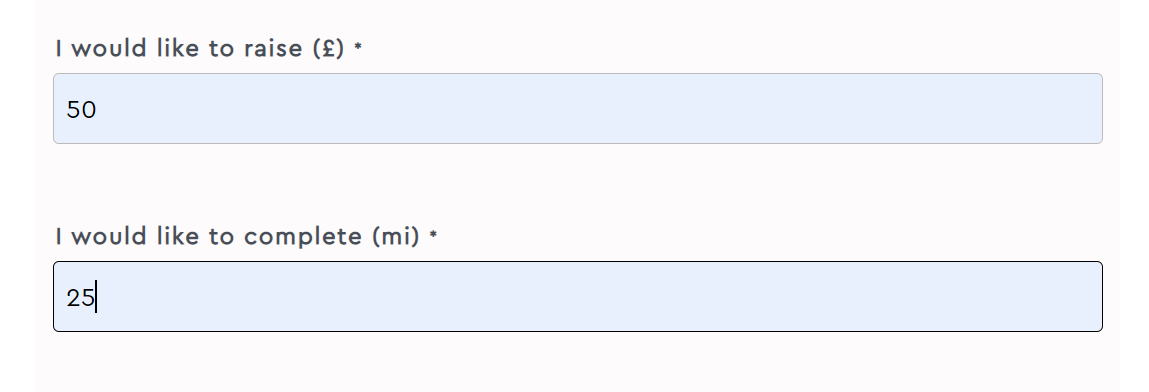 I would like to raise (£) *
50
I would like to complete (mi) *
25